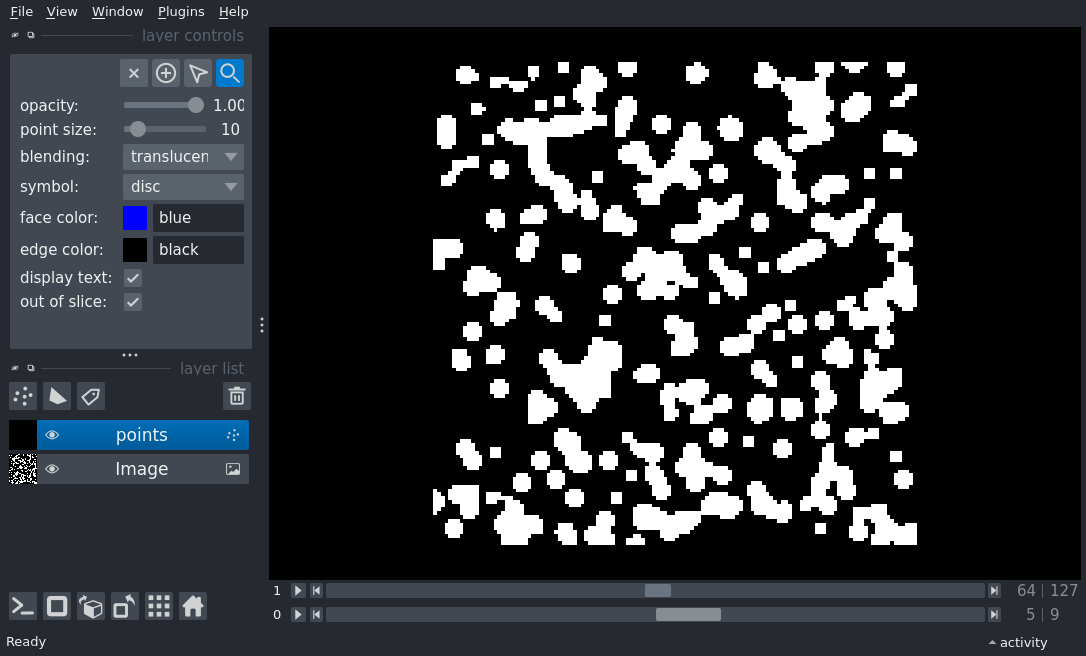 File View Window Plugins Help
layer controls
opacity: 1.00
point size: 10
blending: translucen
symbol: disc
face color: blue
edge color: black
display text:
out of slice:
layer list
points
Image
1 64 127
0 5 9
Ready activity